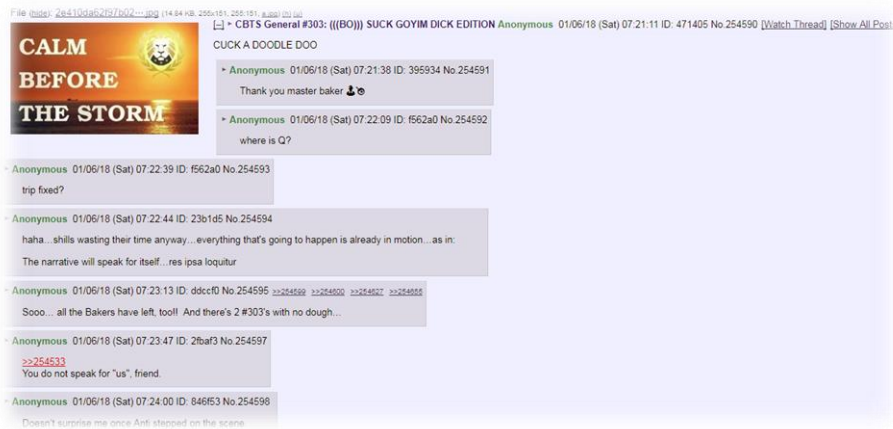 File (hide): 2e410da62f97b02⋯.jpg (14.84 KB, 255x151, 255:151,
[–] ▸ CBTS General #303: (((BO))) SUCK GOYIM DICK EDITION Anonymous 01/06/18 (Sat) 07:21:11 ID: 471405 No.254590 [Watch Thread] [Show All Post
CALM
BEFORE
THE STORM
CUCK A DOODLE DOO
▸ Anonymous 01/06/18 (Sat) 07:21:38 ID: 395934 No.254591
Thank you master baker
▸ Anonymous 01/06/18 (Sat) 07:22:09 ID: f562a0 No.254592
where is Q?
Anonymous 01/06/18 (Sat) 07:22:39 ID: f562a0 No.254593
trip fixed?
Anonymous 01/06/18 (Sat) 07:22:44 ID: 23b1d5 No.254594
haha…shills wasting their time anyway…everything that's going to happen is already in motion…as in:
The narrative will speak for itself…res ipsa loquitur
Anonymous 01/06/18 (Sat) 07:23:13 ID: ddccf0 No.254595 >>254599 >>254600 >>254627 >>254655
Sooo… all the Bakers have left, too!! And there's 2 #303's with no dough…
Anonymous 01/06/18 (Sat) 07:23:47 ID: 2fbaf3 No.254597
>>254533
You do not speak for "us", friend.
Anonymous 01/06/18 (Sat) 07:24:00 ID: 846f53 No.254598
Doesn't surprise me once Anti stepped on the scene